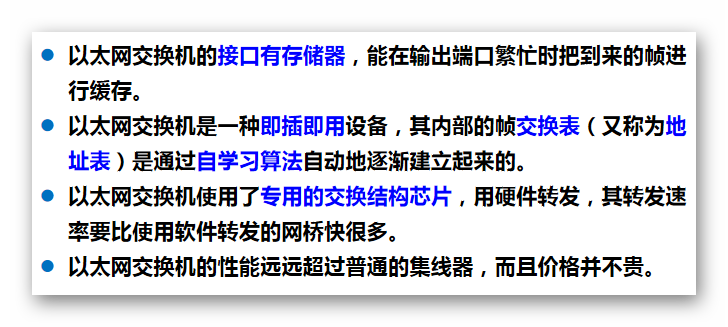 以太网交换机的接口有存储器，能在输出端口繁忙时把到来的帧进
行缓存。
以太网交换机是一种即插即用设备，其内部的帧交换表（又称为地
址表）是通过自学习算法自动地逐渐建立起来的。
以太网交换机使用了专用的交换结构芯片，用硬件转发，其转发速
率要比使用软件转发的网桥快很多。
以太网交换机的性能远远超过普通的集线器，而且价格并不贵。